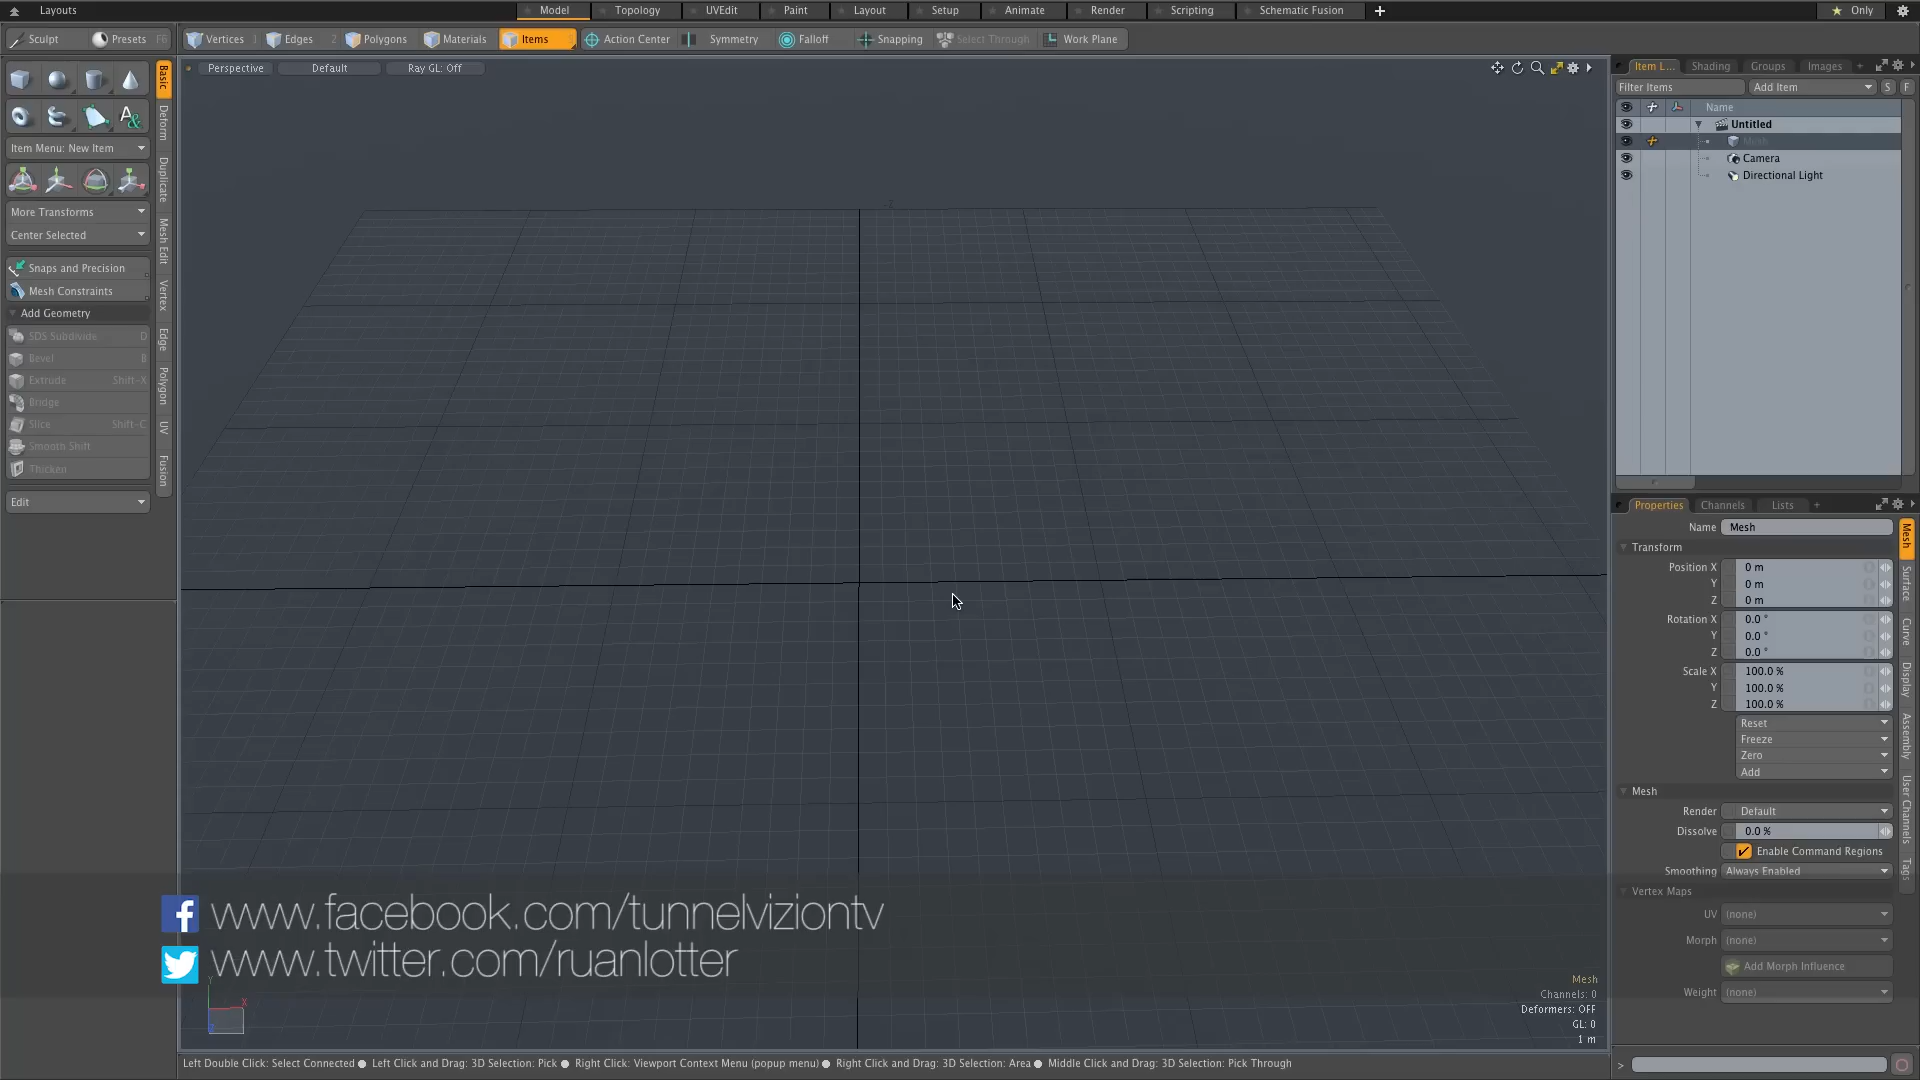 Layouts
Model
Topology
UVEdit
Paint
Layout
Setup
Animate
Render
Scripting
Schematic Fusion
+
Only
Sculpt
Presets F6
Vertices 1
Edges 2
Polygons
Materials
Items
Action Center
Symmetry
Falloff
Snapping
Select Through
Work Plane
Perspective
Default
Ray GL: Off
Basic
Deform
Duplicate
Mesh Edit
Vertex
Edge
Polygon
UV
Fusion
Item Menu: New Item
More Transforms
Center Selected
Snaps and Precision
Mesh Constraints
Add Geometry
SDS Subdivide D
Bevel B
Extrude Shift-X
Bridge
Slice Shift-C
Smooth Shift
Thicken
Edit
Item L...
Shading
Groups
Images
+
Filter Items
Add Item
S
F
Name
Untitled
Mesh
Camera
Directional Light
Properties
Channels
Lists
+
Name Mesh
Transform
Position X 0 m
Y 0 m
Z 0 m
Rotation X 0.0 °
Y 0.0 °
Z 0.0 °
Scale X 100.0 %
Y 100.0 %
Z 100.0 %
Reset
Freeze
Zero
Add
Mesh
Render Default
Dissolve 0.0 %
Enable Command Regions
Smoothing Always Enabled
Vertex Maps
UV (none)
Morph (none)
Add Morph Influence
Weight (none)
Mesh
Surface
Curve
Display
Assembly
User Channels
Tags
www.facebook.com/tunnelviziontv
www.twitter.com/ruanlotter
Y
X
Z
Mesh
Channels: 0
Deformers: OFF
GL: 0
1 m
Left Double Click: Select Connected ● Left Click and Drag: 3D Selection: Pick ● Right Click: Viewport Context Menu (popup menu) ● Right Click and Drag: 3D Selection: Area ● Middle Click and Drag: 3D Selection: Pick Through
>